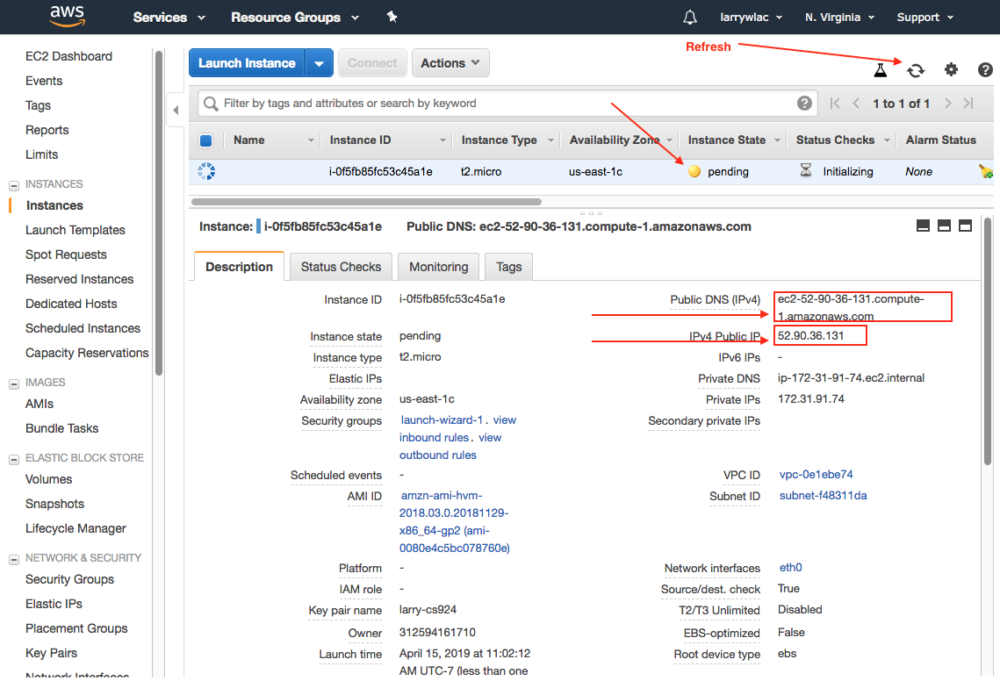 aws Services Resource Groups larrywlac N. Virginia Support
Refresh
EC2 Dashboard
Events
Tags
Reports
Limits
INSTANCES
Instances
Launch Templates
Spot Requests
Reserved Instances
Dedicated Hosts
Scheduled Instances
Capacity Reservations
IMAGES
AMIs
Bundle Tasks
ELASTIC BLOCK STORE
Volumes
Snapshots
Lifecycle Manager
NETWORK & SECURITY
Security Groups
Elastic IPs
Placement Groups
Key Pairs
Network Interfaces
Launch Instance Connect Actions
Filter by tags and attributes or search by keyword ? 1 to 1 of 1
Name Instance ID Instance Type Availability Zone Instance State Status Checks Alarm Status
i-0f5fb85fc53c45a1e t2.micro us-east-1c pending Initializing None
Instance: i-0f5fb85fc53c45a1e Public DNS: ec2-52-90-36-131.compute-1.amazonaws.com
Description Status Checks Monitoring Tags
Instance ID i-0f5fb85fc53c45a1e
Instance state pending
Instance type t2.micro
Elastic IPs
Availability zone us-east-1c
Security groups launch-wizard-1. view
inbound rules. view
outbound rules
Scheduled events -
AMI ID amzn-ami-hvm-
2018.03.0.20181129-
x86_64-gp2 (ami-
0080e4c5bc078760e)
Platform -
IAM role -
Key pair name larry-cs924
Owner 312594161710
Launch time April 15, 2019 at 11:02:12
AM UTC-7 (less than one
Public DNS (IPv4) ec2-52-90-36-131.compute-
1.amazonaws.com
IPv4 Public IP 52.90.36.131
IPv6 IPs -
Private DNS ip-172-31-91-74.ec2.internal
Private IPs 172.31.91.74
Secondary private IPs
VPC ID vpc-0e1ebe74
Subnet ID subnet-f48311da
Network interfaces eth0
Source/dest. check True
T2/T3 Unlimited Disabled
EBS-optimized False
Root device type ebs